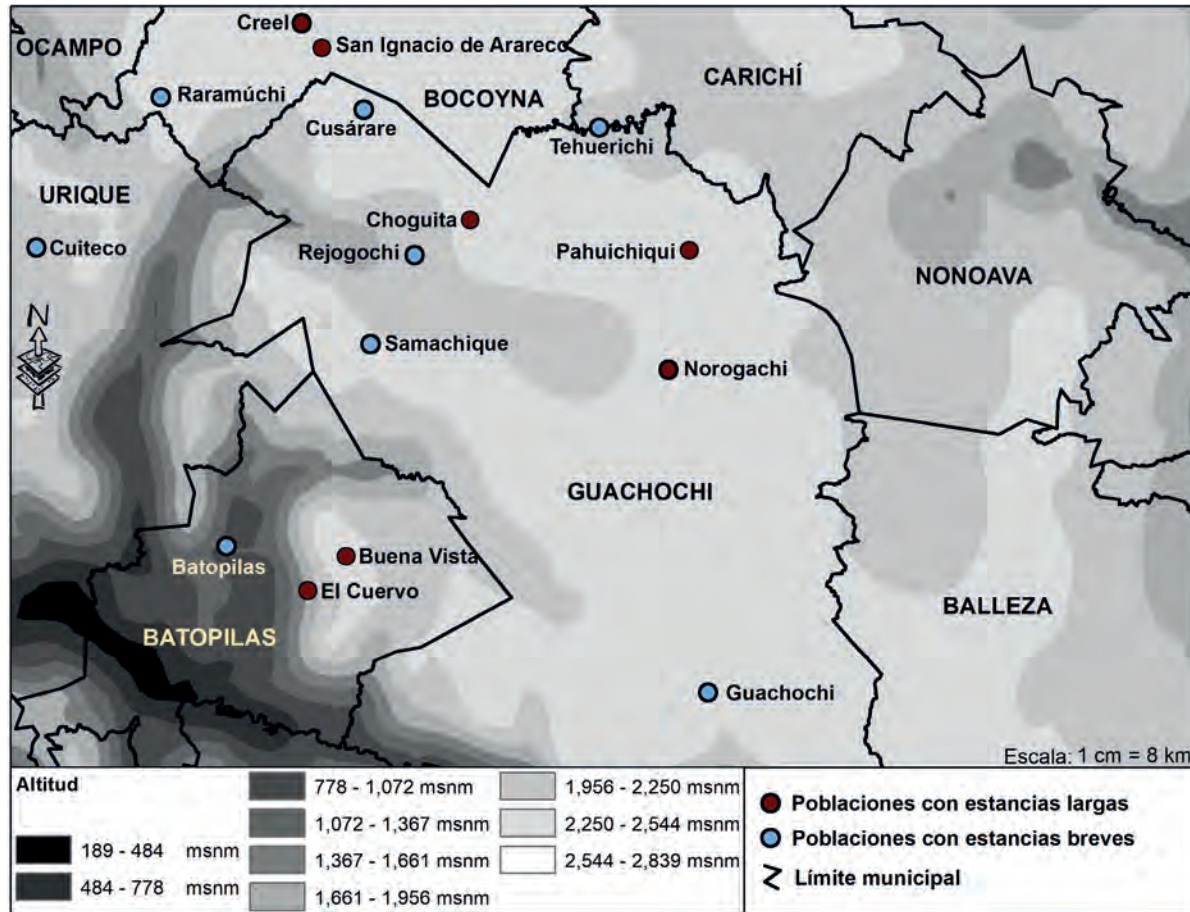 Creel
San Ignacio de Arareco
OCAMPO
CARICHÍ
Raramúchi
BOCOYNA
Cusárare
Tehuerichi
URIQUE
Choguita
Cuiteco
Rejogochi
Pahuichiqui
NONOAVA
N
Samachique
Norogachi
GUACHOCHI
Batopilas
Buena Vista
El Cuervo
BALLEZA
BATOPILAS
Guachochi
Escala: 1 cm = 8 km
Altitud
189 - 484 msnm
484 - 778 msnm
778 - 1,072 msnm
1,072 - 1,367 msnm
1,367 - 1,661 msnm
1,661 - 1,956 msnm
1,956 - 2,250 msnm
2,250 - 2,544 msnm
2,544 - 2,839 msnm
Poblaciones con estancias largas
Poblaciones con estancias breves
Límite municipal